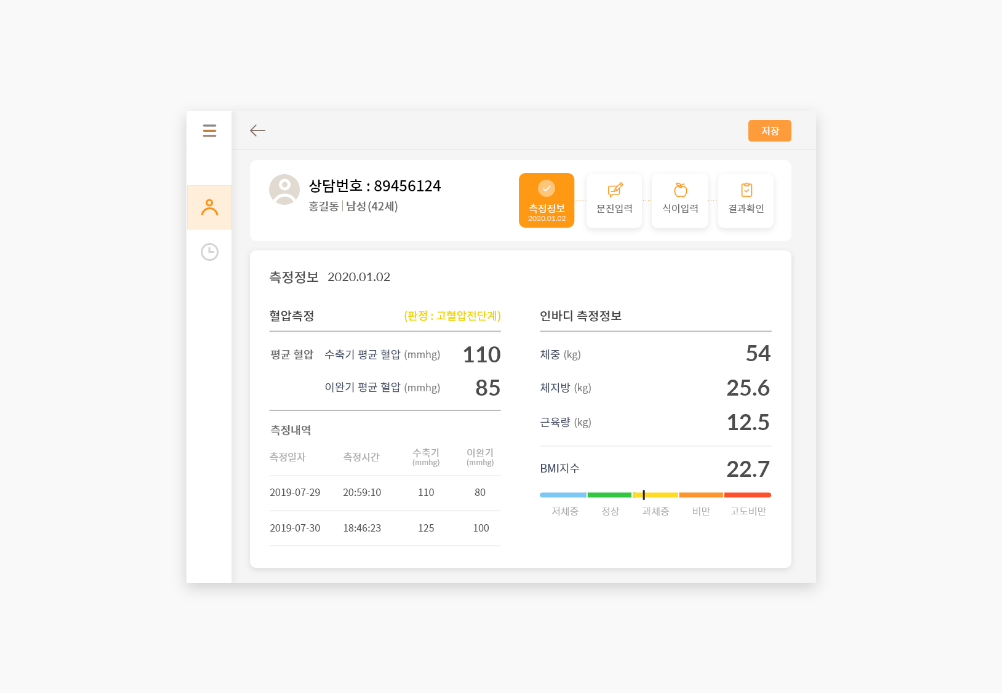 저장
상담번호 : 89456124
홍길동 | 남성(42세)
측정정보
2020.01.02
문진입력
식이입력
결과확인
측정정보 2020.01.02
혈압측정 (판정 : 고혈압전단계)
평균 혈압 수축기 평균 혈압 (mmhg) 110
이완기 평균 혈압 (mmhg) 85
측정내역
측정일자 측정시간 수축기 (mmhg) 이완기 (mmhg)
2019-07-29 20:59:10 110 80
2019-07-30 18:46:23 125 100
인바디 측정정보
체중 (kg) 54
체지방 (kg) 25.6
근육량 (kg) 12.5
BMI지수 22.7
저체중 정상 과체중 비만 고도비만